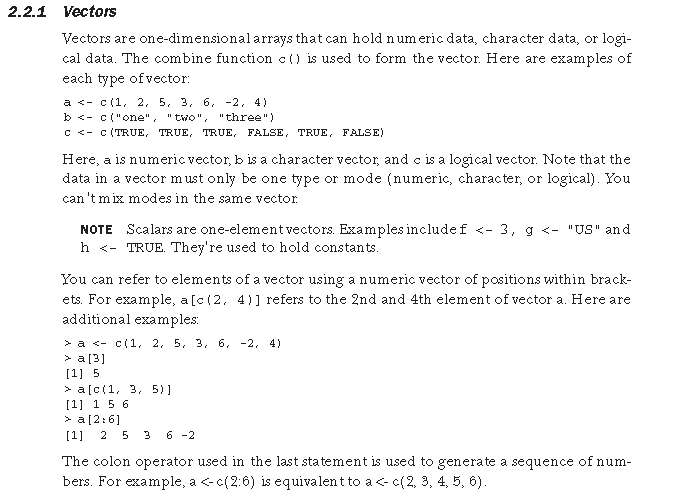 2.2.1 Vectors
Vectors are one-dimensional arrays that can hold numeric data, character data, or logi-
cal data. The combine function c() is used to form the vector. Here are examples of
each type of vector:
a <- c(1, 2, 5, 3, 6, -2, 4)
b <- c("one", "two", "three")
c <- c(TRUE, TRUE, TRUE, FALSE, TRUE, FALSE)
Here, a is numeric vector, b is a character vector, and c is a logical vector. Note that the
data in a vector must only be one type or mode (numeric, character, or logical). You
can't mix modes in the same vector.
NOTE Scalars are one-element vectors. Examples include f <- 3, g <- "US" and
h <- TRUE. They're used to hold constants.
You can refer to elements of a vector using a numeric vector of positions within brack-
ets. For example, a[c(2, 4)] refers to the 2nd and 4th element of vector a. Here are
additional examples:
> a <- c(1, 2, 5, 3, 6, -2, 4)
> a[3]
[1] 5
> a[c(1, 3, 5)]
[1] 1 5 6
> a[2:6]
[1] 2 5 3 6 -2
The colon operator used in the last statement is used to generate a sequence of num-
bers. For example, a <- c(2:6) is equivalent to a <- c(2, 3, 4, 5, 6).